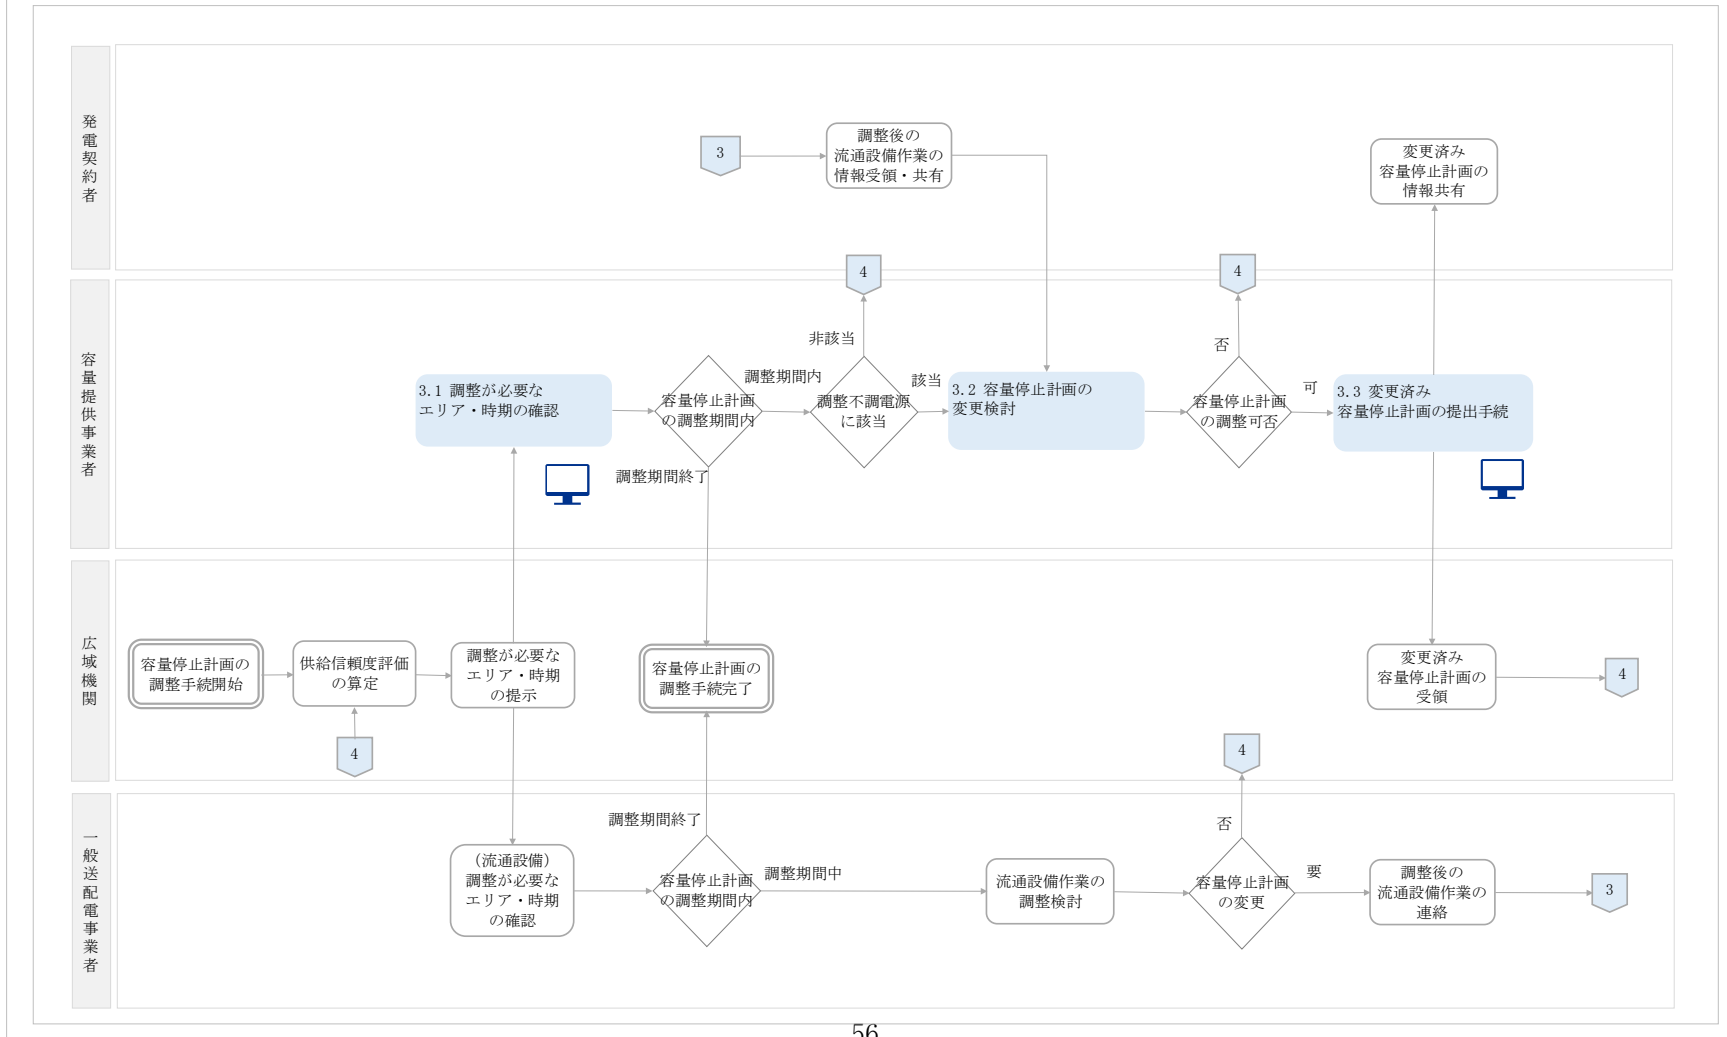 発電契約者
3
調整後の
流通設備作業の
情報受領・共有
変更済み
容量停止計画の
情報共有
容量提供事業者
4
4
非該当
否
3.1 調整が必要な
エリア・時期の確認
容量停止計画
の調整期間内
調整期間内
調整期間終了
調整不調電源
に該当
該当
3.2 容量停止計画の
変更検討
容量停止計画
の調整可否
可
3.3 変更済み
容量停止計画の提出手続
広域機関
容量停止計画の
調整手続開始
供給信頼度評価
の算定
調整が必要な
エリア・時期
の提示
容量停止計画の
調整手続完了
変更済み
容量停止計画の
受領
4
4
4
一般送配電事業者
調整期間終了
否
(流通設備)
調整が必要な
エリア・時期
の確認
容量停止計画
の調整期間内
調整期間中
流通設備作業の
調整検討
容量停止計画
の変更
要
調整後の
流通設備作業の
連絡
3
56